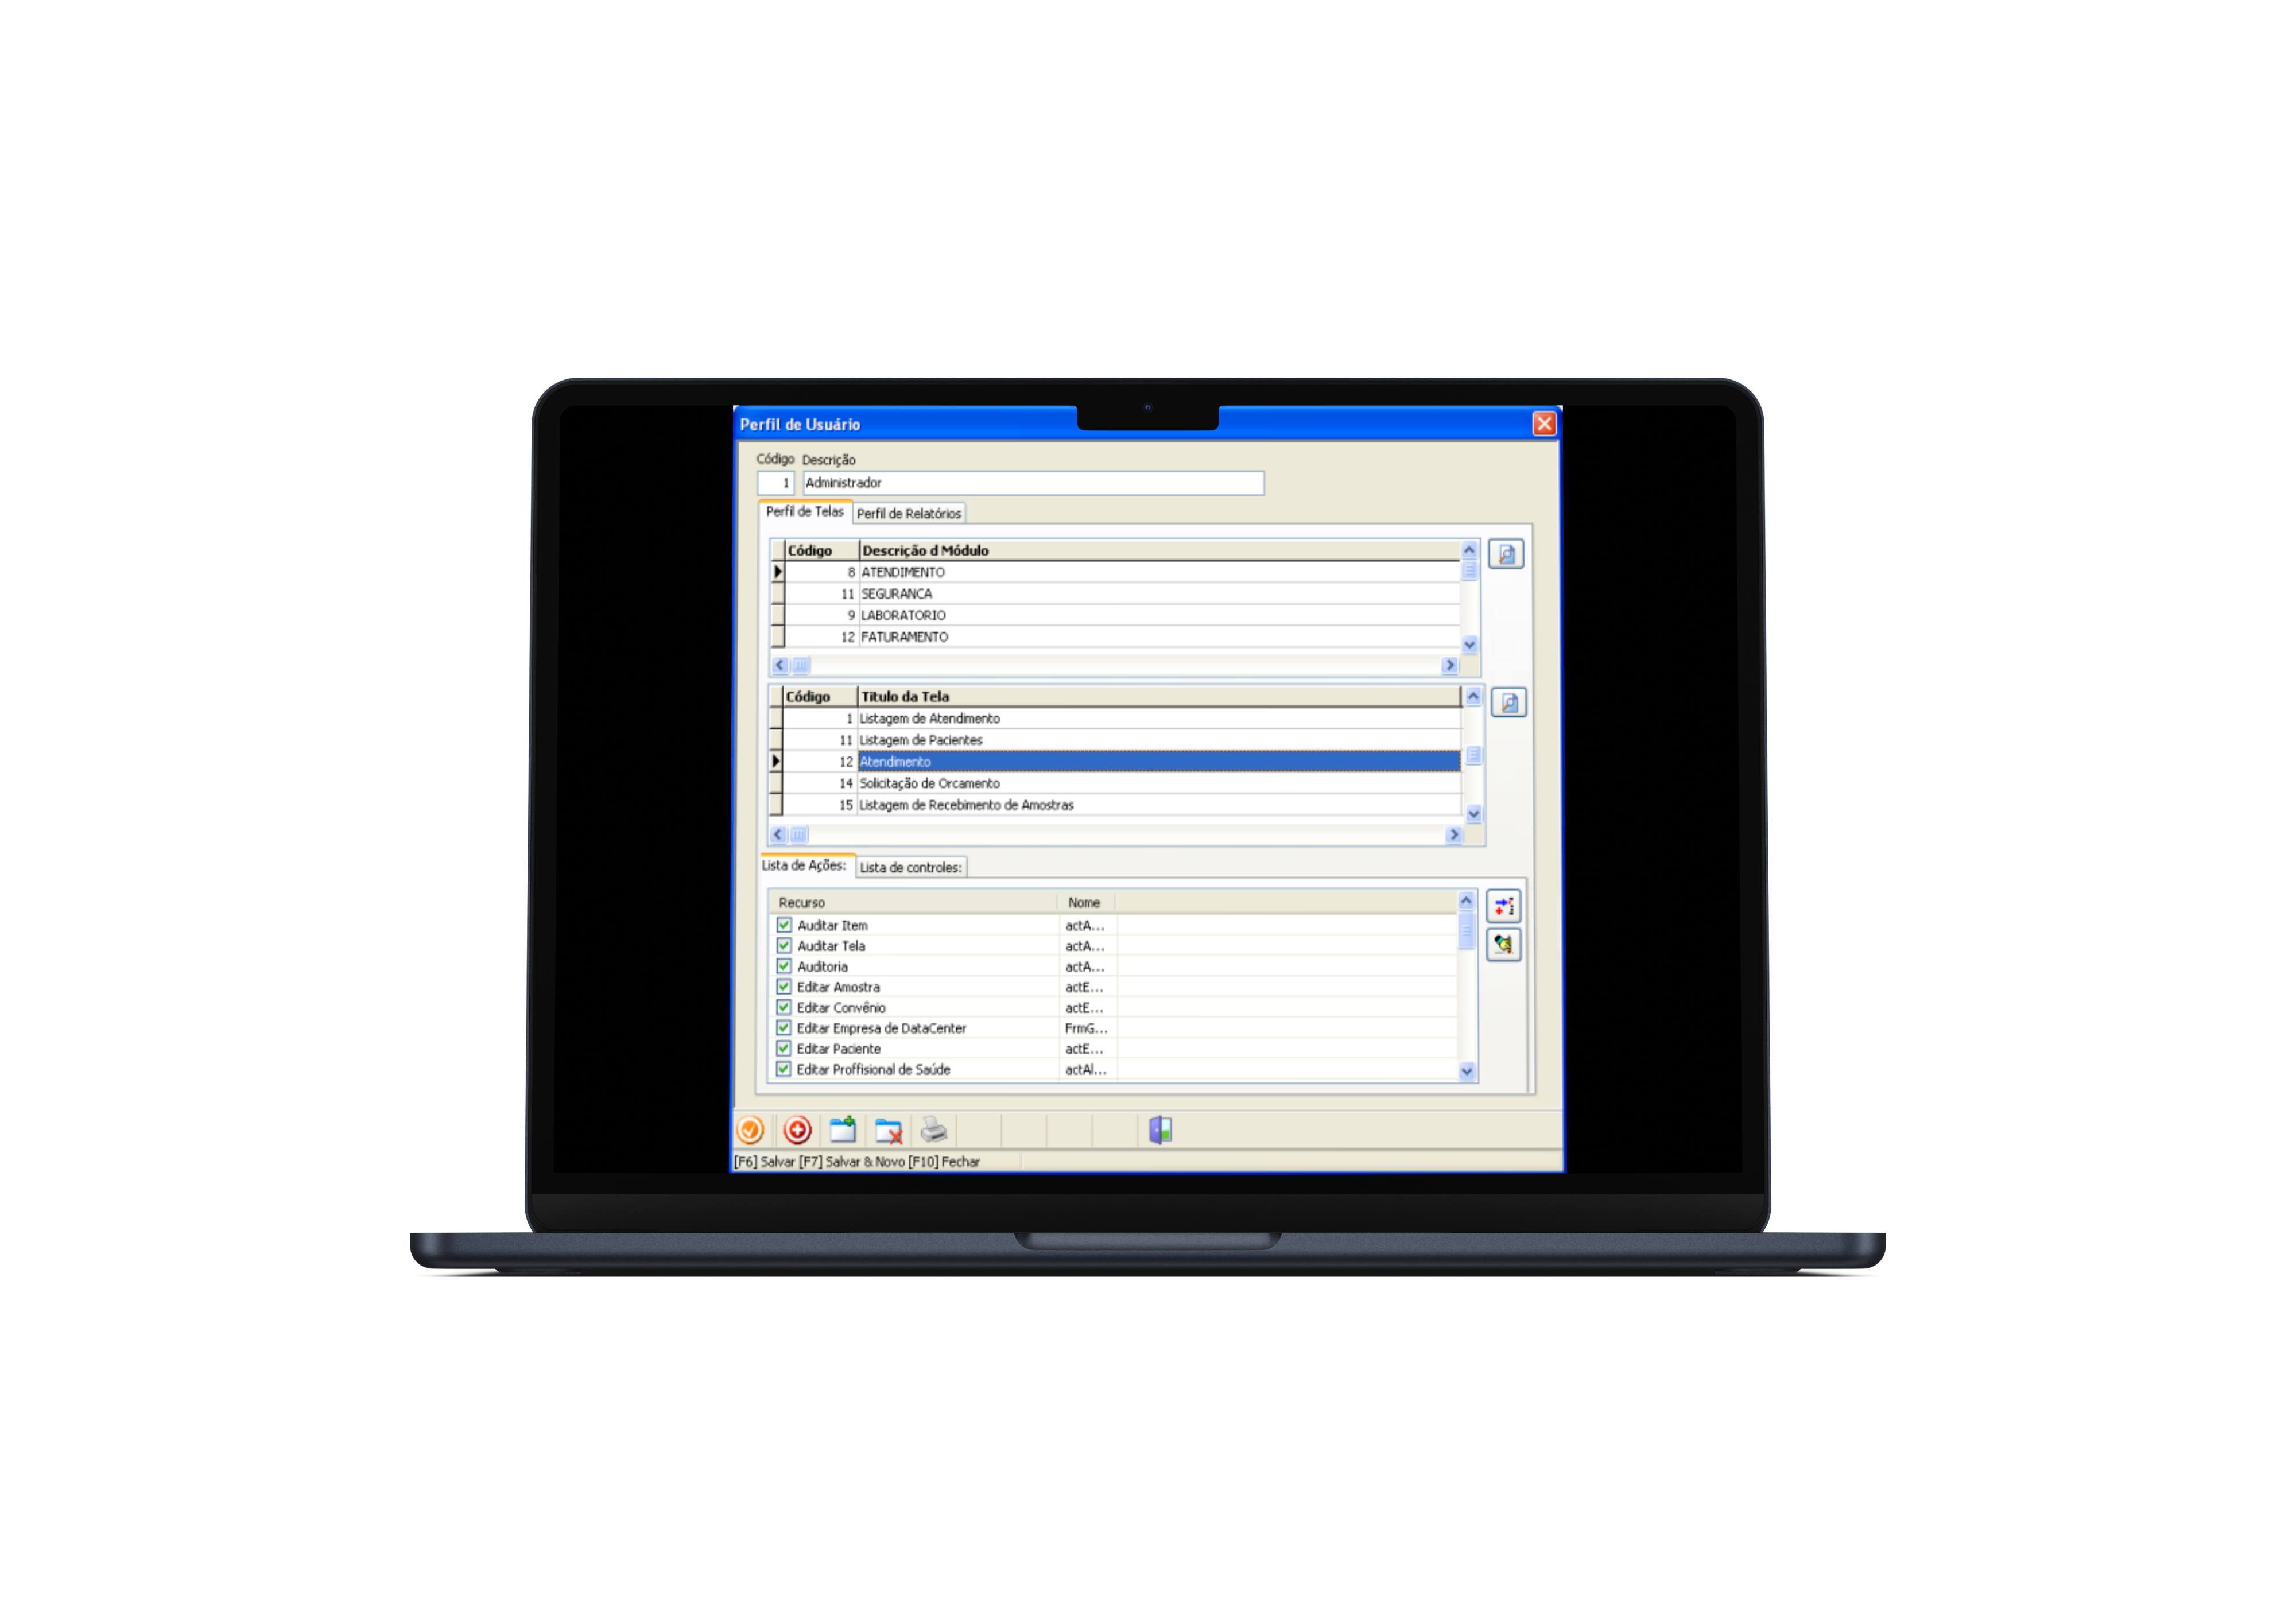 Perfil de Usuário
Código Descrição
1 Administrador
Perfil de Telas Perfil de Relatórios
Código Descrição d Módulo
8 ATENDIMENTO
11 SEGURANCA
9 LABORATORIO
12 FATURAMENTO
Código Titulo da Tela
1 Listagem de Atendimento
11 Listagem de Pacientes
12 Atendimento
14 Solicitação de Orcamento
15 Listagem de Recebimento de Amostras
Lista de Ações: Lista de controles:
Recurso Nome
Auditar Item actA...
Auditar Tela actA...
Auditoria actA...
Editar Amostra actE...
Editar Convênio actE...
Editar Empresa de DataCenter FrmG...
Editar Paciente actE...
Editar Proffisional de Saúde actAl...
[F6] Salvar [F7] Salvar & Novo [F10] Fechar